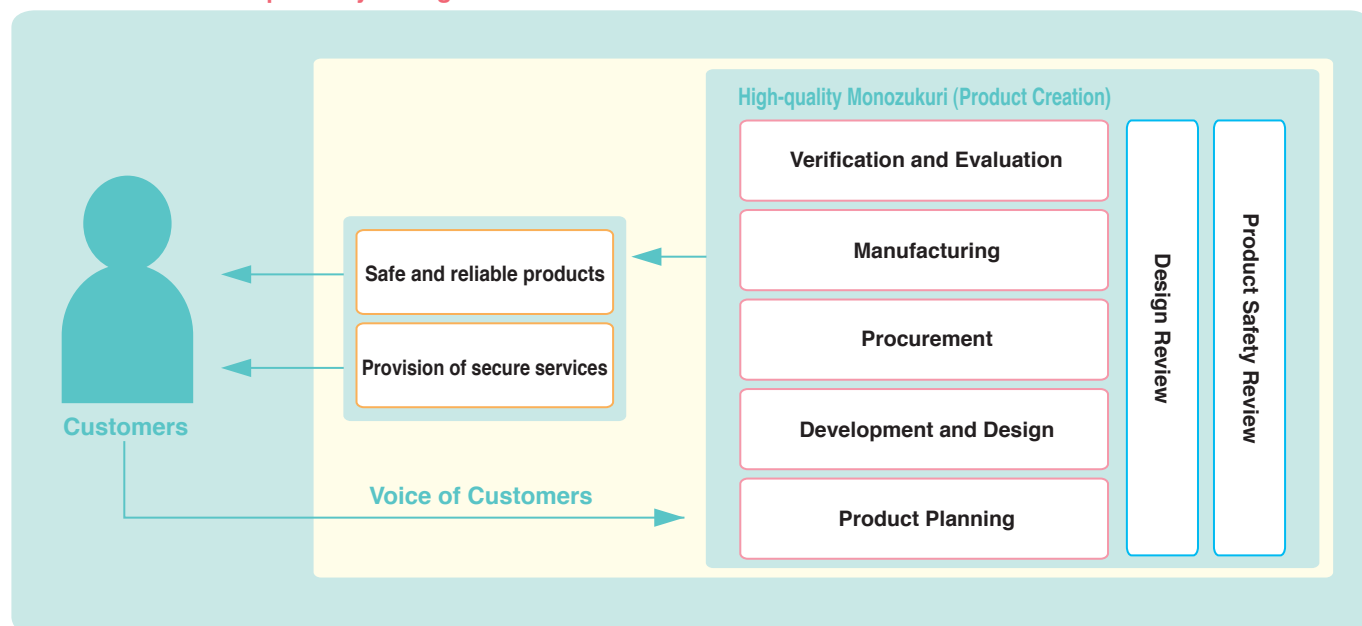 High-quality Monozukuri (Product Creation)
Verification and Evaluation
Manufacturing
Procurement
Development and Design
Product Planning
Design Review
Product Safety Review
Safe and reliable products
Provision of secure services
Customers
Voice of Customers